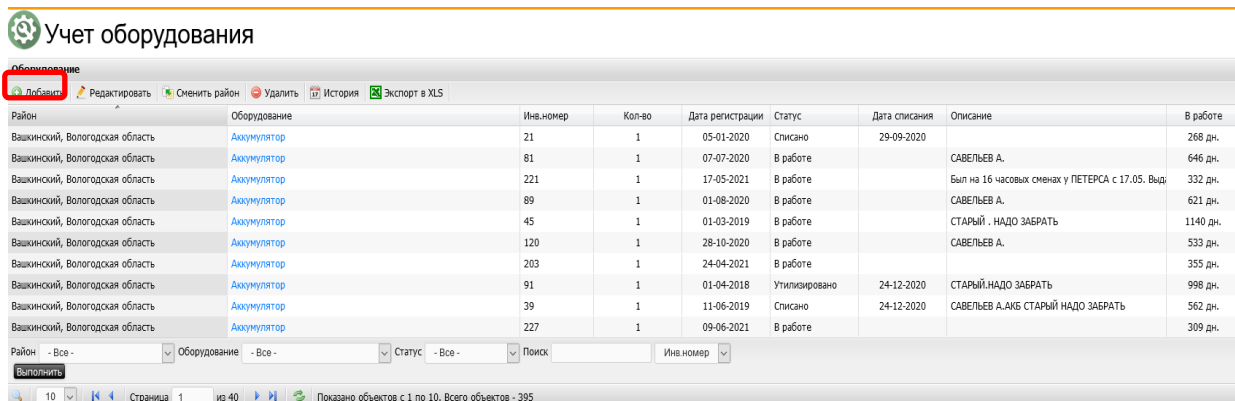 Учет оборудования
Оборудование
Добавить Редактировать Сменить район Удалить 17 История Экспорт в XLS
Район Оборудование Инв.номер Кол-во Дата регистрации Статус Дата списания Описание В работе
Вашкинский, Вологодская область Аккумулятор 21 1 05-01-2020 Списано 29-09-2020 268 дн.
Вашкинский, Вологодская область Аккумулятор 81 1 07-07-2020 В работе САВЕЛЬЕВ А. 646 дн.
Вашкинский, Вологодская область Аккумулятор 221 1 17-05-2021 В работе Был на 16 часовых сменах у ПЕТЕРСА с 17.05. Выд 332 дн.
Вашкинский, Вологодская область Аккумулятор 89 1 01-08-2020 В работе САВЕЛЬЕВ А. 621 дн.
Вашкинский, Вологодская область Аккумулятор 45 1 01-03-2019 В работе СТАРЫЙ . НАДО ЗАБРАТЬ 1140 дн.
Вашкинский, Вологодская область Аккумулятор 120 1 28-10-2020 В работе САВЕЛЬЕВ А. 533 дн.
Вашкинский, Вологодская область Аккумулятор 203 1 24-04-2021 В работе 355 дн.
Вашкинский, Вологодская область Аккумулятор 91 1 01-04-2018 Утилизировано 24-12-2020 СТАРЫЙ.НАДО ЗАБРАТЬ 998 дн.
Вашкинский, Вологодская область Аккумулятор 39 1 11-06-2019 Списано 24-12-2020 САВЕЛЬЕВ А.АКБ СТАРЫЙ НАДО ЗАБРАТЬ 562 дн.
Вашкинский, Вологодская область Аккумулятор 227 1 09-06-2021 В работе 309 дн.
Район - Все - Оборудование - Все - Статус - Все - Поиск Инв.номер
Выполнить
10 Страница 1 из 40 Показано объектов с 1 по 10. Всего объектов - 395